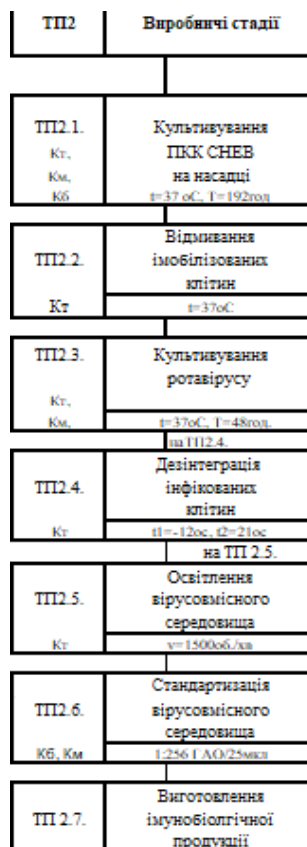 ТП2 Виробничі стадії
ТП2.1. Культивування
Кт, ПКК СНЕВ
Км, на насадці
Кб t=37 оС, Т=192год
Відмивання
ТП2.2. імобілізованих
клітин
Кт t=37оС
ТП2.3. Культивування
ротавірусу
Кт,
Км, t=37оС, Т=48год.
на ТП2.4.
Дезінтеграція
ТП2.4. інфікованих
клітин
Кт t1=-12ос, t2=21ос
на ТП 2.5.
Освітлення
ТП2.5. вірусовмісного
середовища
Кт v=1500об./хв
Стандартизація
ТП2.6. вірусовмісного
середовища
Кб, Км 1:256 ГАО/25мкл
Виготовлення
ТП 2.7. імунобіолгічної
продукції